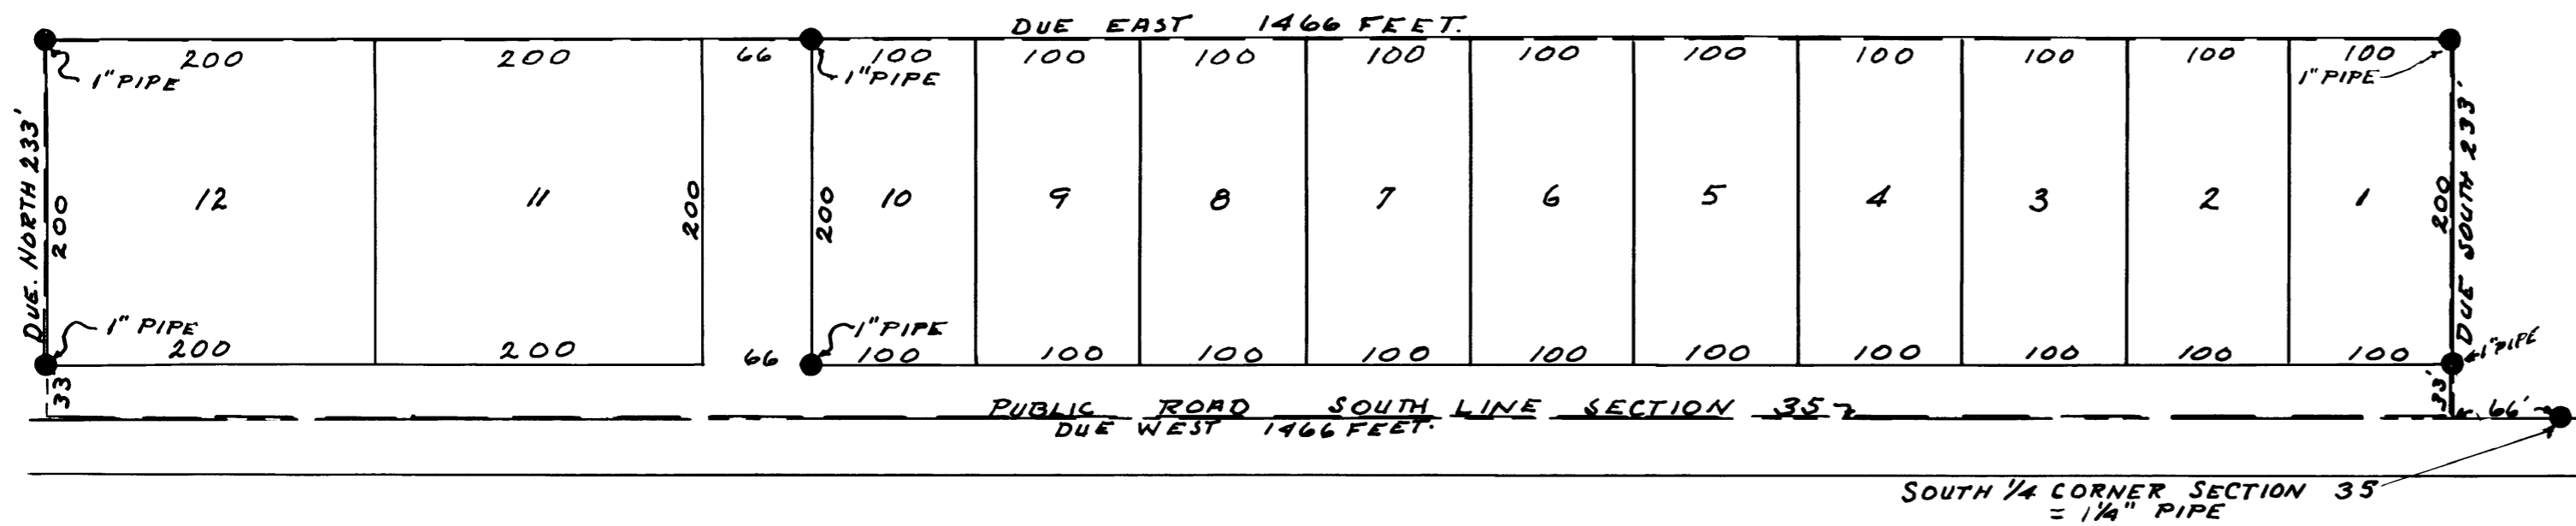 DUE EAST 1466 FEET.
200 200 66 100 100 100 100 100 100 100 100 100 100
1" PIPE
1" PIPE
1" PIPE
DUE. NORTH 233'
200
12 11 10 9 8 7 6 5 4 3 2 1
200
200
200
DUE SOUTH 233'
1" PIPE
1" PIPE
1" PIPE
200 200 66 100 100 100 100 100 100 100 100 100 100
33
33'
66'
PUBLIC ROAD SOUTH LINE SECTION 35
DUE WEST 1466 FEET.
SOUTH 1/4 CORNER SECTION 35
= 1 1/4" PIPE